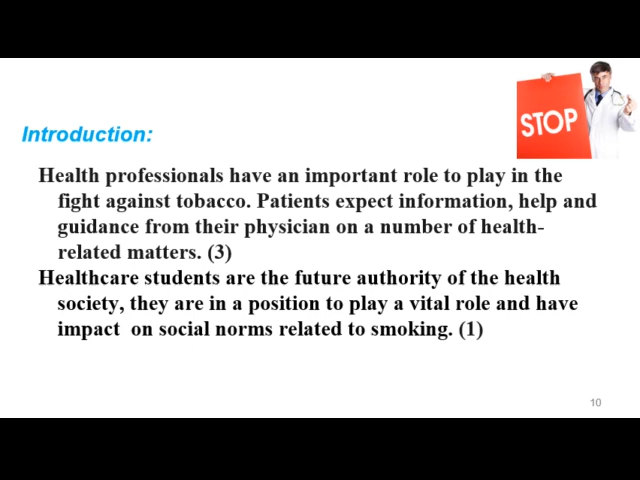 STOP
Introduction:
Health professionals have an important role to play in the
fight against tobacco. Patients expect information, help and
guidance from their physician on a number of health-
related matters. (3)
Healthcare students are the future authority of the health
society, they are in a position to play a vital role and have
impact  on social norms related to smoking. (1)
10